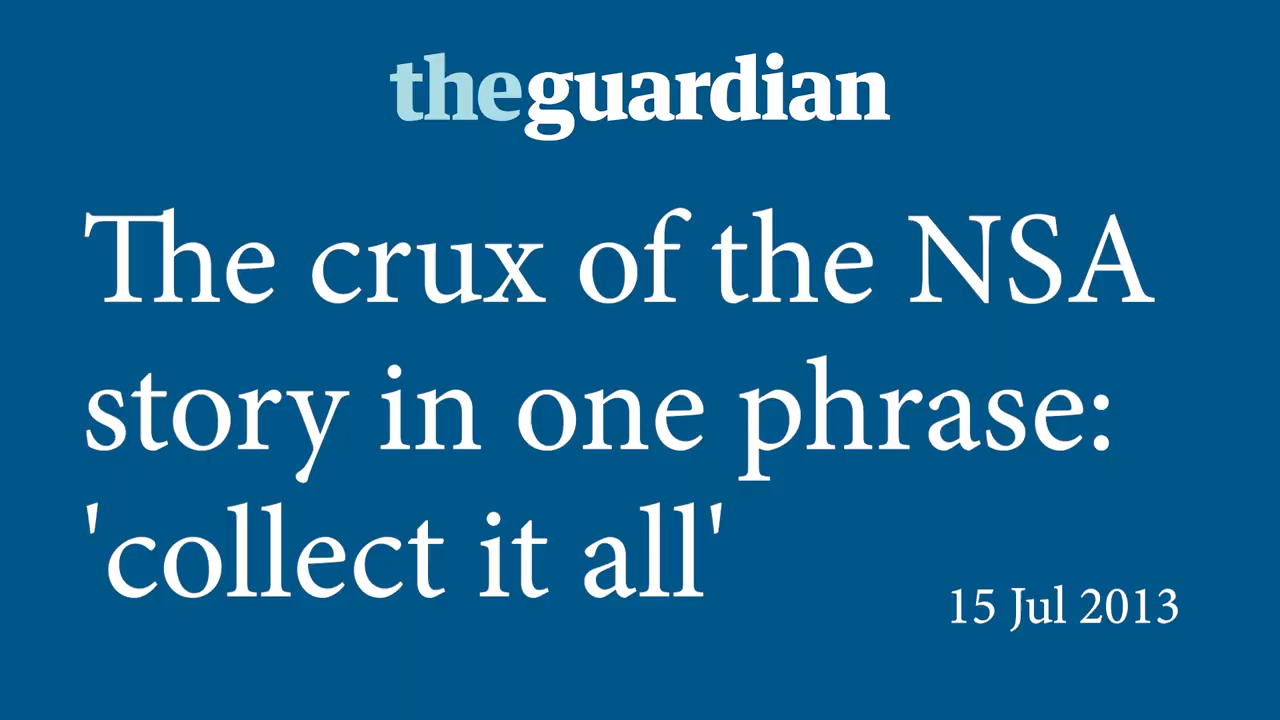 theguardian
The crux of the NSA
story in one phrase:
'collect it all'
15 Jul 2013